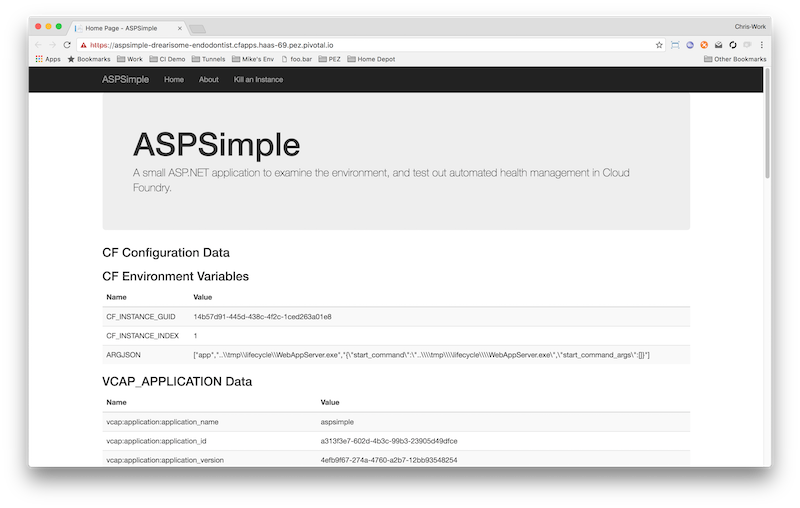 Home Page - ASPSimple
Chris-Work
https://aspsimple-drearisome-endodontist.cfapps.haas-69.pez.pivotal.io
Apps Bookmarks Work CI Demo Tunnels Mike's Env foo.bar PEZ Home Depot Other Bookmarks
ASPSimple Home About Kill an Instance
ASPSimple
A small ASP.NET application to examine the environment, and test out automated health management in Cloud
Foundry.
CF Configuration Data
CF Environment Variables
Name Value
CF_INSTANCE_GUID 14b57d91-445d-438c-4f2c-1ced263a01e8
CF_INSTANCE_INDEX 1
ARGJSON ["app","..\\tmp\\lifecycle\\WebAppServer.exe","{\"start_command\":\"..\\\\tmp\\\\lifecycle\\\\WebAppServer.exe\",\"start_command_args\":[]}"]
VCAP_APPLICATION Data
Name Value
vcap:application:application_name aspsimple
vcap:application:application_id a313f3e7-602d-4b3c-99b3-23905d49dfce
vcap:application:application_version 4efb9f67-274a-4760-a2b7-12bb93548254